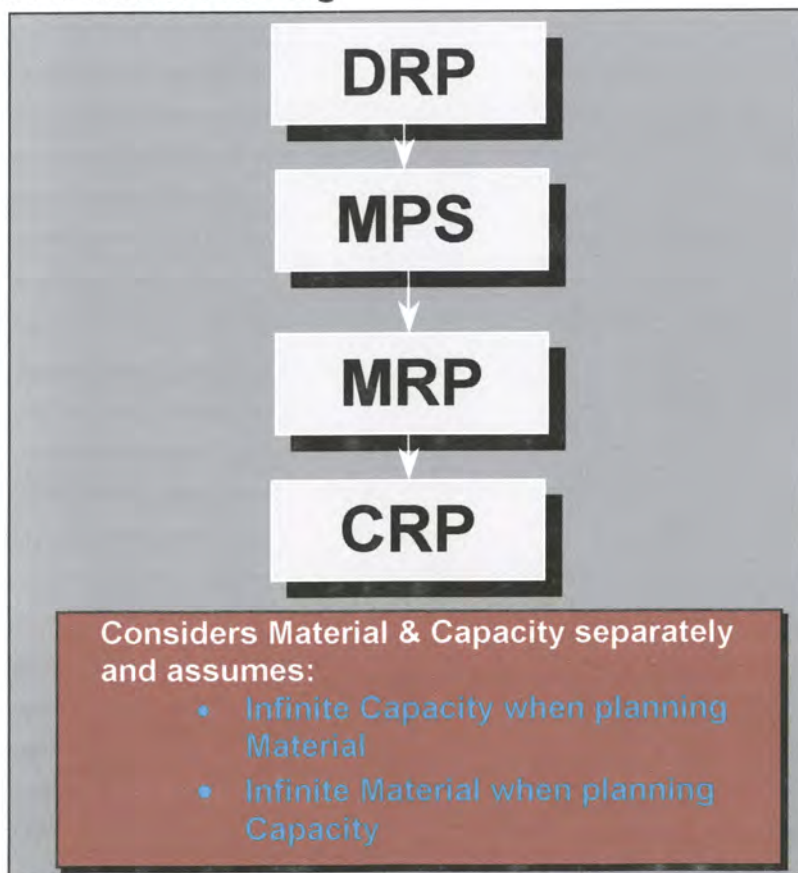 DRP
MPS
MRP
CRP
Considers Material & Capacity separately
and assumes:
• Infinite Capacity when planning
Material
• Infinite Material when planning
Capacity